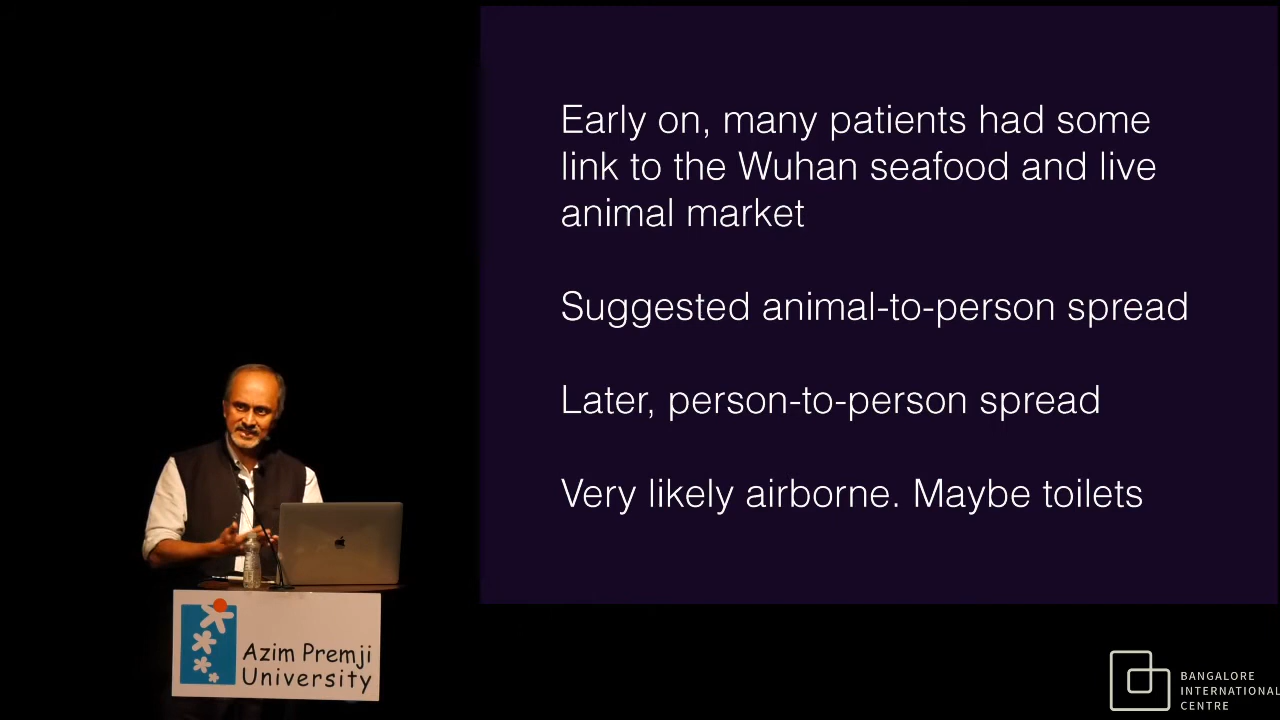 Early on, many patients had some
link to the Wuhan seafood and live
animal market
Suggested animal-to-person spread
Later, person-to-person spread
Very likely airborne. Maybe toilets
Azim Premji
University
BANGALORE
INTERNATIONAL
CENTRE